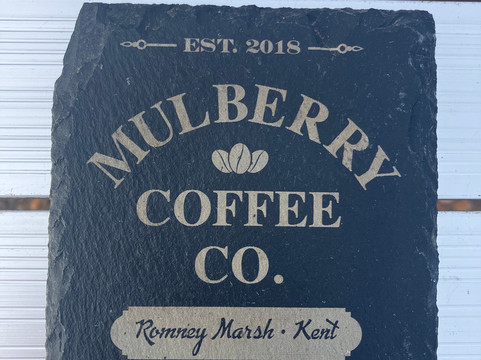 EST. 2018
MULBERRY
COFFEE
CO.
Romney Marsh · Kent